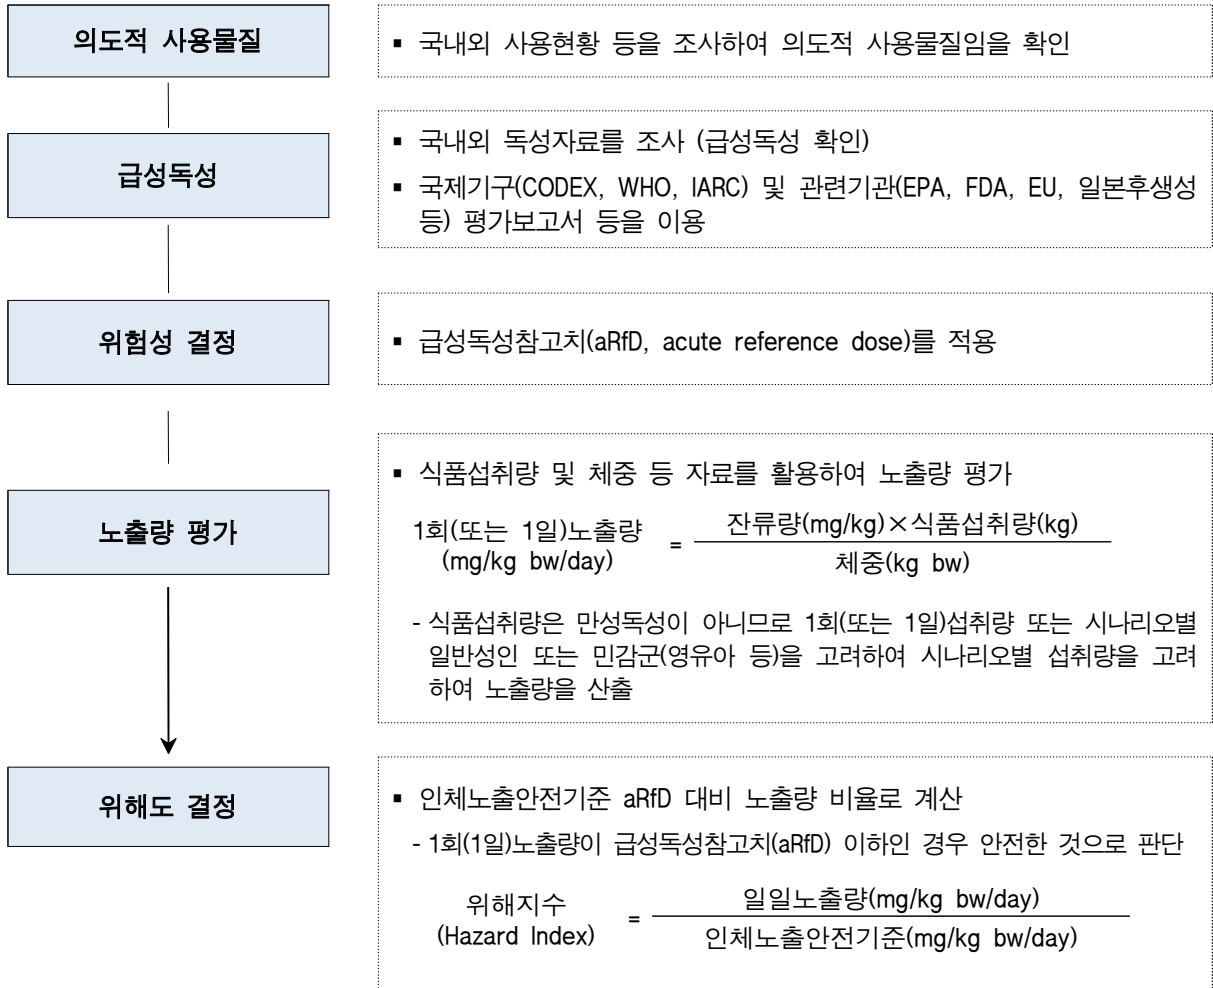 의도적 사용물질
▪ 국내외 사용현황 등을 조사하여 의도적 사용물질임을 확인
급성독성
▪ 국내외 독성자료를 조사 (급성독성 확인)
▪ 국제기구(CODEX, WHO, IARC) 및 관련기관(EPA, FDA, EU, 일본후생성
등) 평가보고서 등을 이용
위험성 결정
▪ 급성독성참고치(aRfD, acute reference dose)를 적용
노출량 평가
▪ 식품섭취량 및 체중 등 자료를 활용하여 노출량 평가
1회(또는 1일)노출량
(mg/kg bw/day)
=
잔류량(mg/kg)×식품섭취량(kg)
체중(kg bw)
- 식품섭취량은 만성독성이 아니므로 1회(또는 1일)섭취량 또는 시나리오별
일반성인 또는 민감군(영유아 등)을 고려하여 시나리오별 섭취량을 고려
하여 노출량을 산출
위해도 결정
▪ 인체노출안전기준 aRfD 대비 노출량 비율로 계산
- 1회(1일)노출량이 급성독성참고치(aRfD) 이하인 경우 안전한 것으로 판단
위해지수
(Hazard Index)
=
일일노출량(mg/kg bw/day)
인체노출안전기준(mg/kg bw/day)